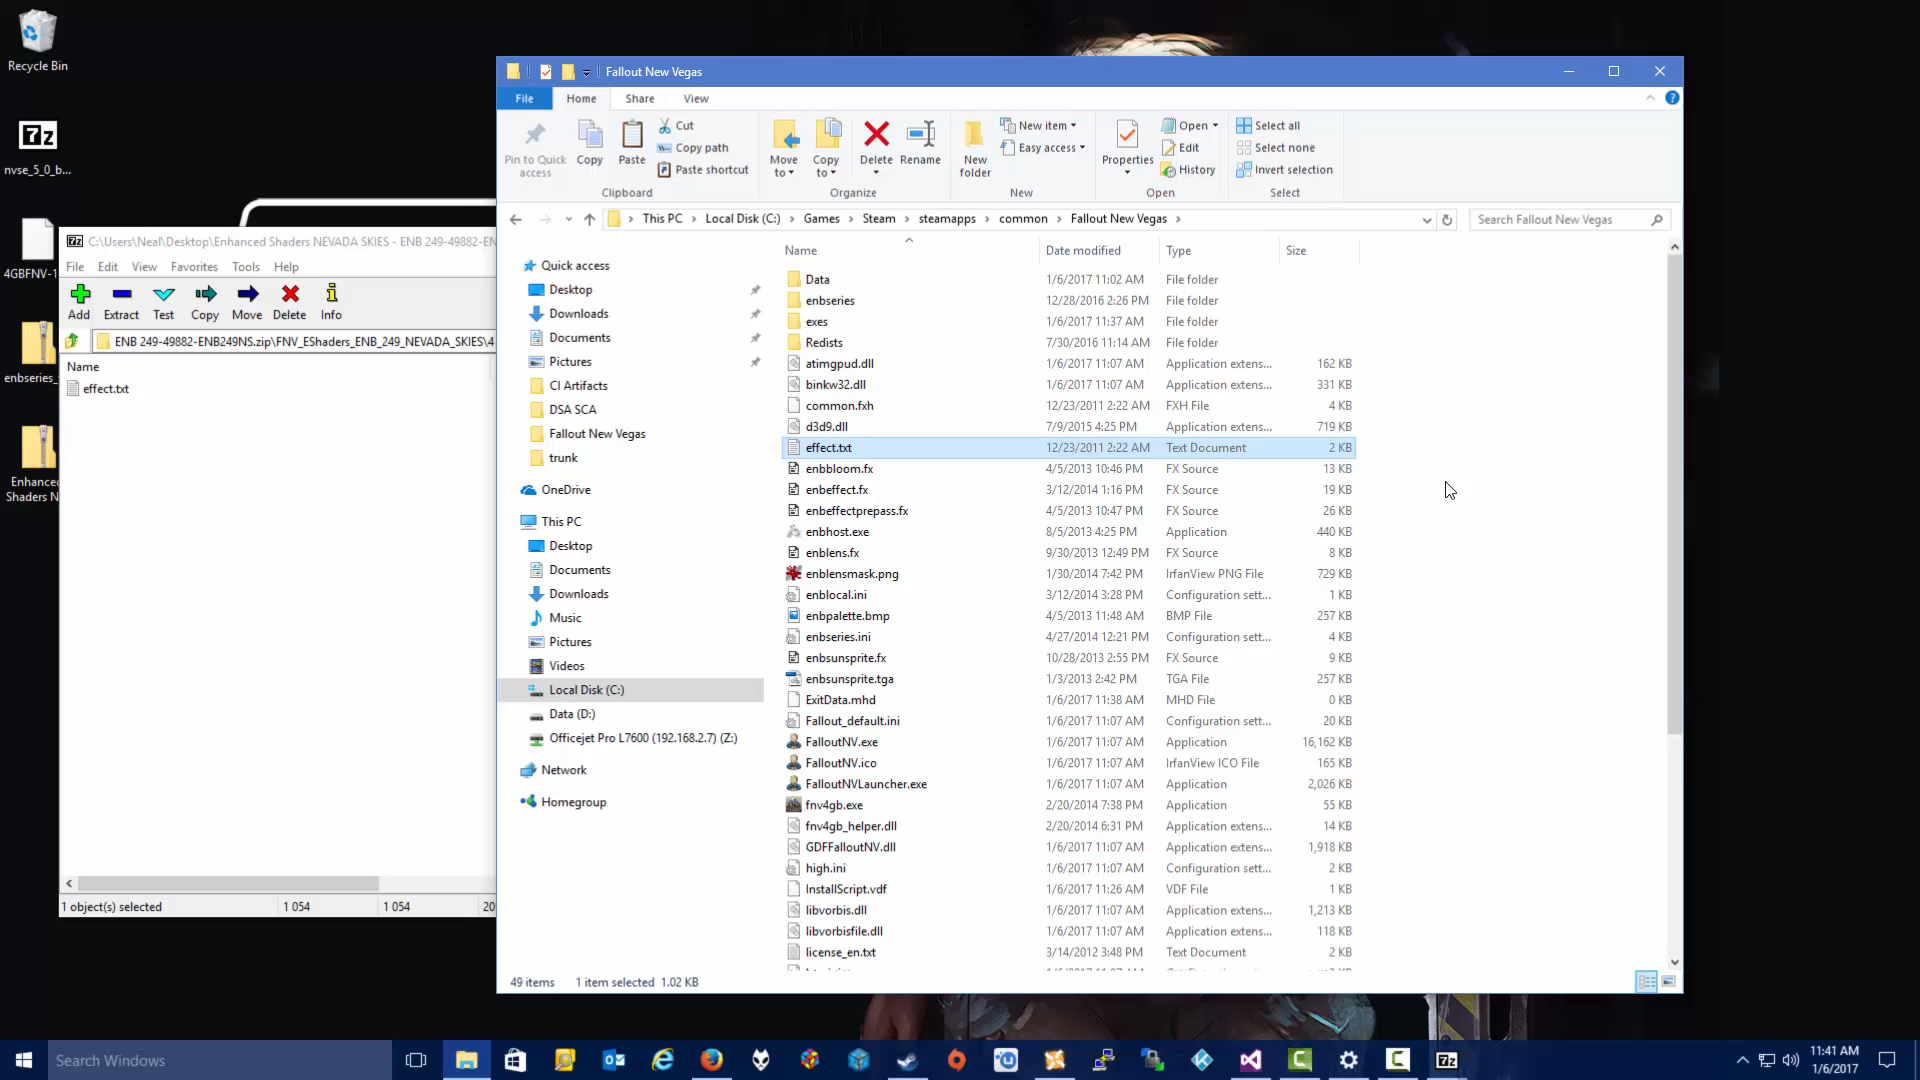 Recycle Bin
7z
nvse_5_0_b...
4GBFNV-1
enbseries_
Enhanced
Shaders N
7z C:\Users\Neal\Desktop\Enhanced Shaders NEVADA SKIES - ENB 249-49882-EN
File Edit View Favorites Tools Help
Add Extract Test Copy Move Delete Info
ENB 249-49882-ENB249NS.zip\FNV_EShaders_ENB_249_NEVADA_SKIES\4
Name
effect.txt
1 object(s) selected 1 054 1 054 20
Fallout New Vegas
File Home Share View
Pin to Quick access
Copy
Paste
Cut
Copy path
Paste shortcut
Clipboard
Move to
Copy to
Delete
Rename
Organize
New folder
New item
Easy access
New
Properties
Open
Edit
History
Open
Select all
Select none
Invert selection
Select
This PC > Local Disk (C:) > Games > Steam > steamapps > common > Fallout New Vegas >
Search Fallout New Vegas
Quick access
Desktop
Downloads
Documents
Pictures
CI Artifacts
DSA SCA
Fallout New Vegas
trunk
OneDrive
This PC
Desktop
Documents
Downloads
Music
Pictures
Videos
Local Disk (C:)
Data (D:)
Officejet Pro L7600 (192.168.2.7) (Z:)
Network
Homegroup
Name Date modified Type Size
Data 1/6/2017 11:02 AM File folder
enbseries 12/28/2016 2:26 PM File folder
exes 1/6/2017 11:37 AM File folder
Redists 7/30/2016 11:14 AM File folder
atimgpud.dll 1/6/2017 11:07 AM Application extens... 162 KB
binkw32.dll 1/6/2017 11:07 AM Application extens... 331 KB
common.fxh 12/23/2011 2:22 AM FXH File 4 KB
d3d9.dll 7/9/2015 4:25 PM Application extens... 719 KB
effect.txt 12/23/2011 2:22 AM Text Document 2 KB
enbbloom.fx 4/5/2013 10:46 PM FX Source 13 KB
enbeffect.fx 3/12/2014 1:16 PM FX Source 19 KB
enbeffectprepass.fx 4/5/2013 10:47 PM FX Source 26 KB
enbhost.exe 8/5/2013 4:25 PM Application 440 KB
enblens.fx 9/30/2013 12:49 PM FX Source 8 KB
enblensmask.png 1/30/2014 7:42 PM IrfanView PNG File 729 KB
enblocal.ini 3/12/2014 3:28 PM Configuration sett... 1 KB
enbpalette.bmp 4/5/2013 11:48 AM BMP File 257 KB
enbseries.ini 4/27/2014 12:21 PM Configuration sett... 4 KB
enbsunsprite.fx 10/28/2013 2:55 PM FX Source 9 KB
enbsunsprite.tga 1/3/2013 2:42 PM TGA File 257 KB
ExitData.mhd 1/6/2017 11:38 AM MHD File 0 KB
Fallout_default.ini 1/6/2017 11:07 AM Configuration sett... 20 KB
FalloutNV.exe 1/6/2017 11:07 AM Application 16,162 KB
FalloutNV.ico 1/6/2017 11:07 AM IrfanView ICO File 165 KB
FalloutNVLauncher.exe 1/6/2017 11:07 AM Application 2,026 KB
fnv4gb.exe 2/20/2014 7:38 PM Application 55 KB
fnv4gb_helper.dll 2/20/2014 6:31 PM Application extens... 14 KB
GDFFalloutNV.dll 1/6/2017 11:07 AM Application extens... 1,918 KB
high.ini 1/6/2017 11:07 AM Configuration sett... 2 KB
InstallScript.vdf 1/6/2017 11:26 AM VDF File 1 KB
libvorbis.dll 1/6/2017 11:07 AM Application extens... 1,213 KB
libvorbisfile.dll 1/6/2017 11:07 AM Application extens... 118 KB
license_en.txt 3/14/2012 3:48 PM Text Document 2 KB
49 items 1 item selected 1.02 KB
Search Windows
7z
11:41 AM
1/6/2017